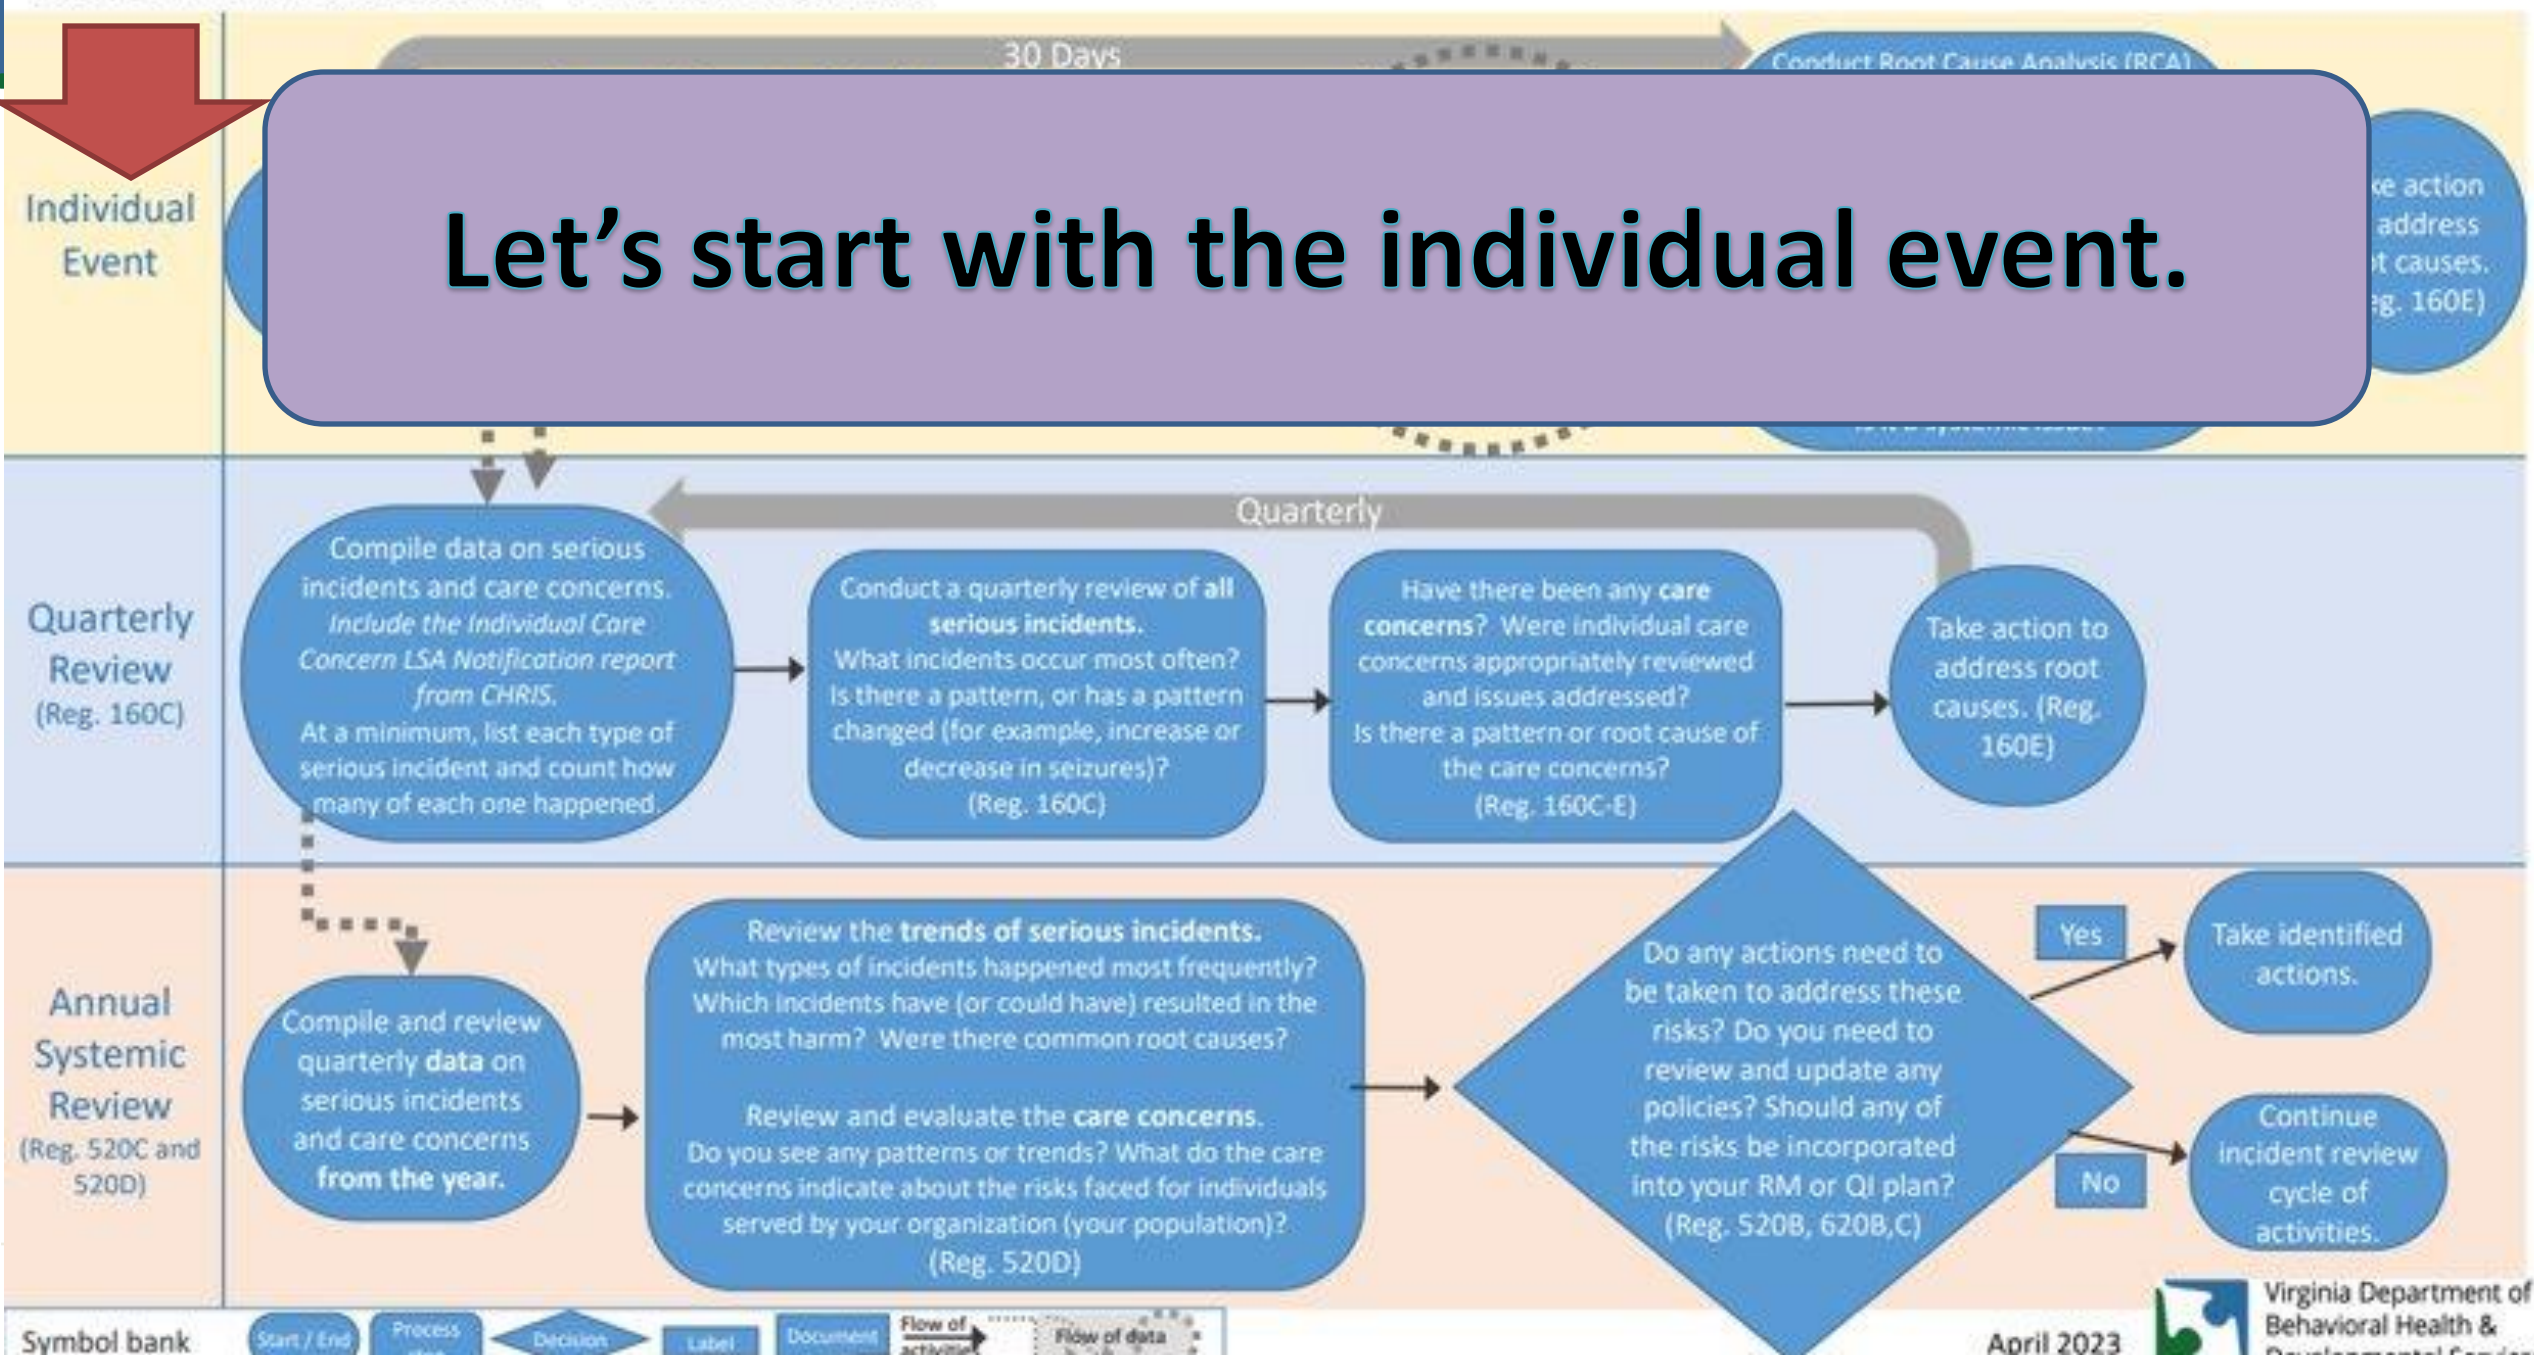 30 Days
Conduct Root Cause Analysis (RCA)
Individual
Event
Let's start with the individual event.
action
address
causes.
160E)
Quarterly
Quarterly
Review
(Reg. 160C)
Compile data on serious
incidents and care concerns.
Include the Individual Care
Concern LSA Notification report
from CHRIS.
At a minimum, list each type of
serious incident and count how
many of each one happened.
Conduct a quarterly review of all
serious incidents.
What incidents occur most often?
Is there a pattern, or has a pattern
changed (for example, increase or
decrease in seizures)?
(Reg. 160C)
Have there been any care
concerns? Were individual care
concerns appropriately reviewed
and issues addressed?
Is there a pattern or root cause of
the care concerns?
(Reg. 160C-E)
Take action to
address root
causes. (Reg.
160E)
Annual
Systemic
Review
(Reg. 520C and
520D)
Compile and review
quarterly data on
serious incidents
and care concerns
from the year.
Review the trends of serious incidents.
What types of incidents happened most frequently?
Which incidents have (or could have) resulted in the
most harm? Were there common root causes?
Review and evaluate the care concerns.
Do you see any patterns or trends? What do the care
concerns indicate about the risks faced for individuals
served by your organization (your population)?
(Reg. 520D)
Do any actions need to
be taken to address these
risks? Do you need to
review and update any
policies? Should any of
the risks be incorporated
into your RM or QI plan?
(Reg. 520B, 620B,C)
Yes
Take identified
actions.
No
Continue
incident review
cycle of
activities.
Symbol bank
Start / End
Process
Decision
Label
Document
Flow of
activities
Flow of data
April 2023
Virginia Department of
Behavioral Health &